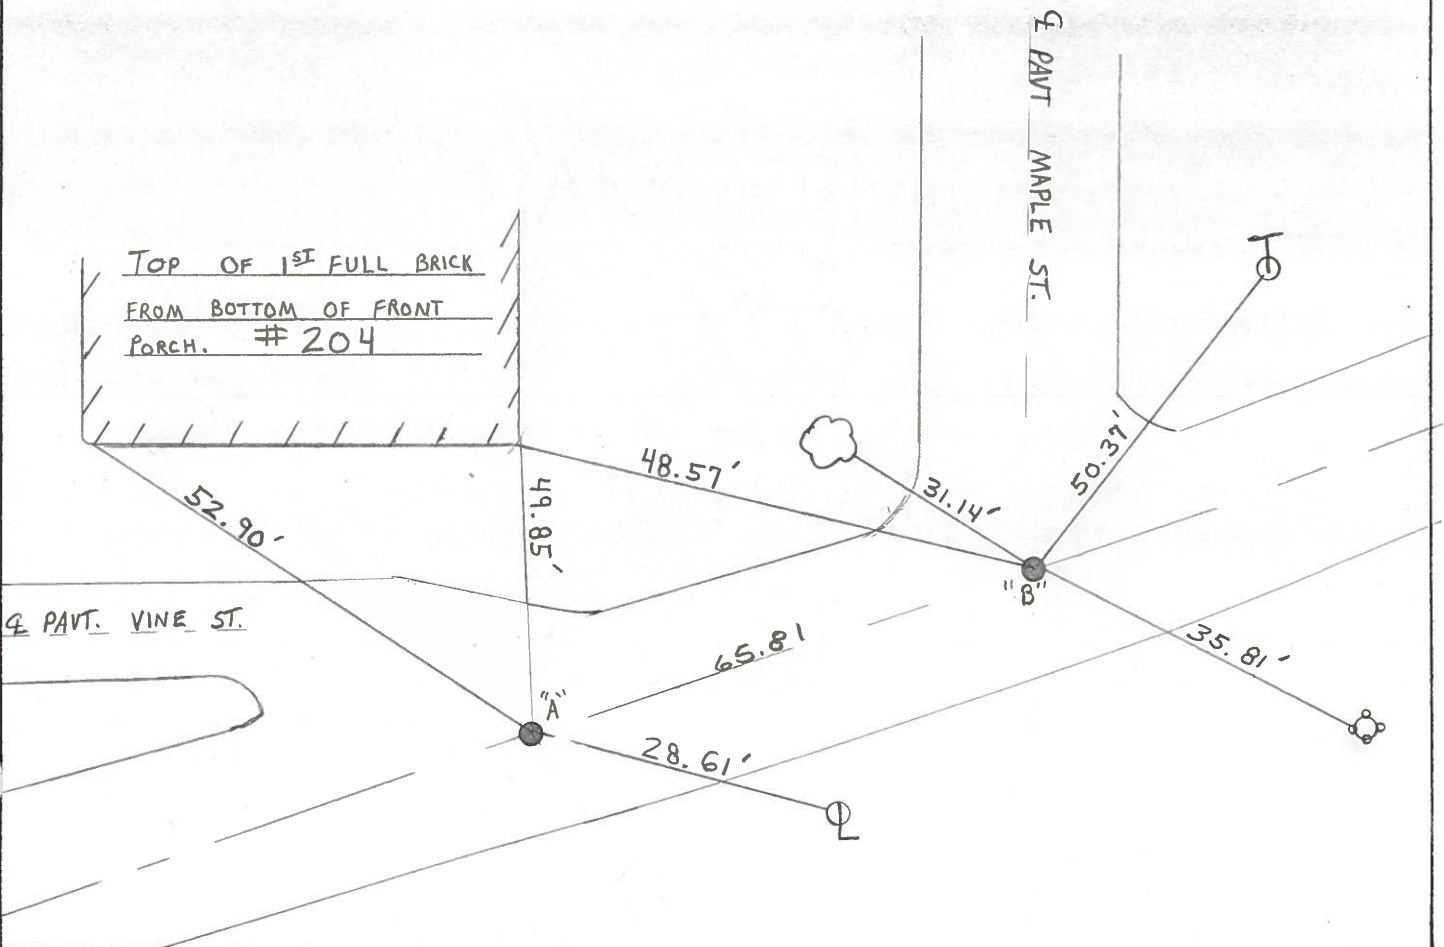 ℄ PAVT MAPLE ST.
TOP OF 1ST FULL BRICK
FROM BOTTOM OF FRONT
PORCH. # 204
48.57'
31.14'
50.37'
52.90'
49.85'
"B"
℄ PAVT. VINE ST.
65.81
35.81'
"A"
28.61'